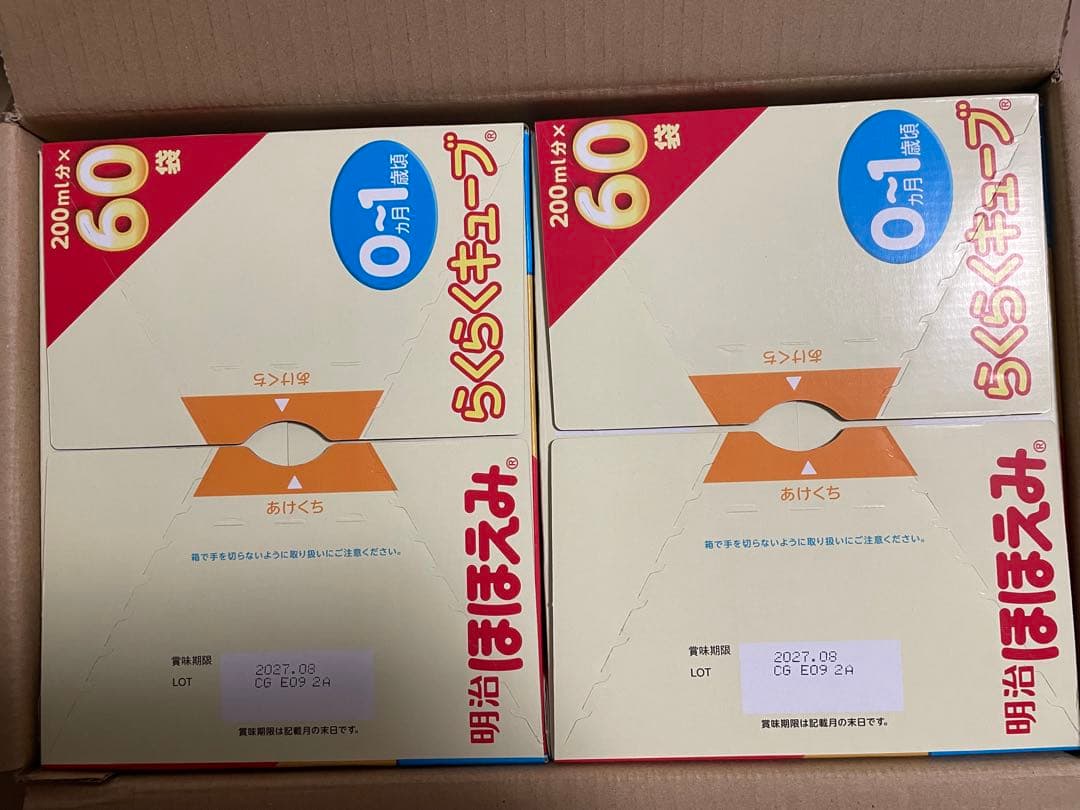 200ml分×
60袋
0~1歳頃
カ月
らくらくキューブ®
あけくち
あけくち
箱で手を切らないように取り扱いにご注意ください。
明治ほほえみ®
賞味期限 2027.08
LOT CG E09 2A
賞味期限は記載月の末日です。
200ml分×
60袋
0~1歳頃
カ月
らくらくキューブ®
あけくち
あけくち
箱で手を切らないように取り扱いにご注意ください。
明治ほほえみ®
賞味期限 2027.08
LOT CG E09 2A
賞味期限は記載月の末日です。